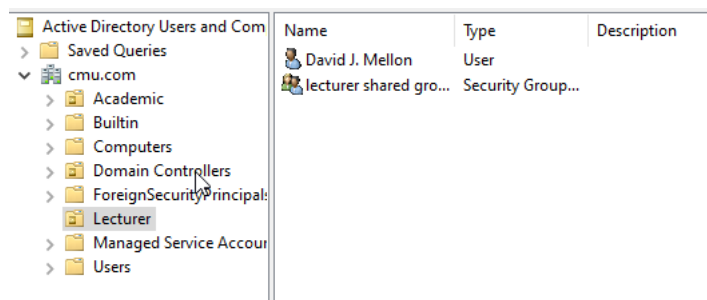 Active Directory Users and Com
Saved Queries
cmu.com
Academic
Builtin
Computers
Domain Controllers
ForeignSecurityPrincipals
Lecturer
Managed Service Accour
Users
Name Type Description
David J. Mellon User
lecturer shared gro... Security Group...